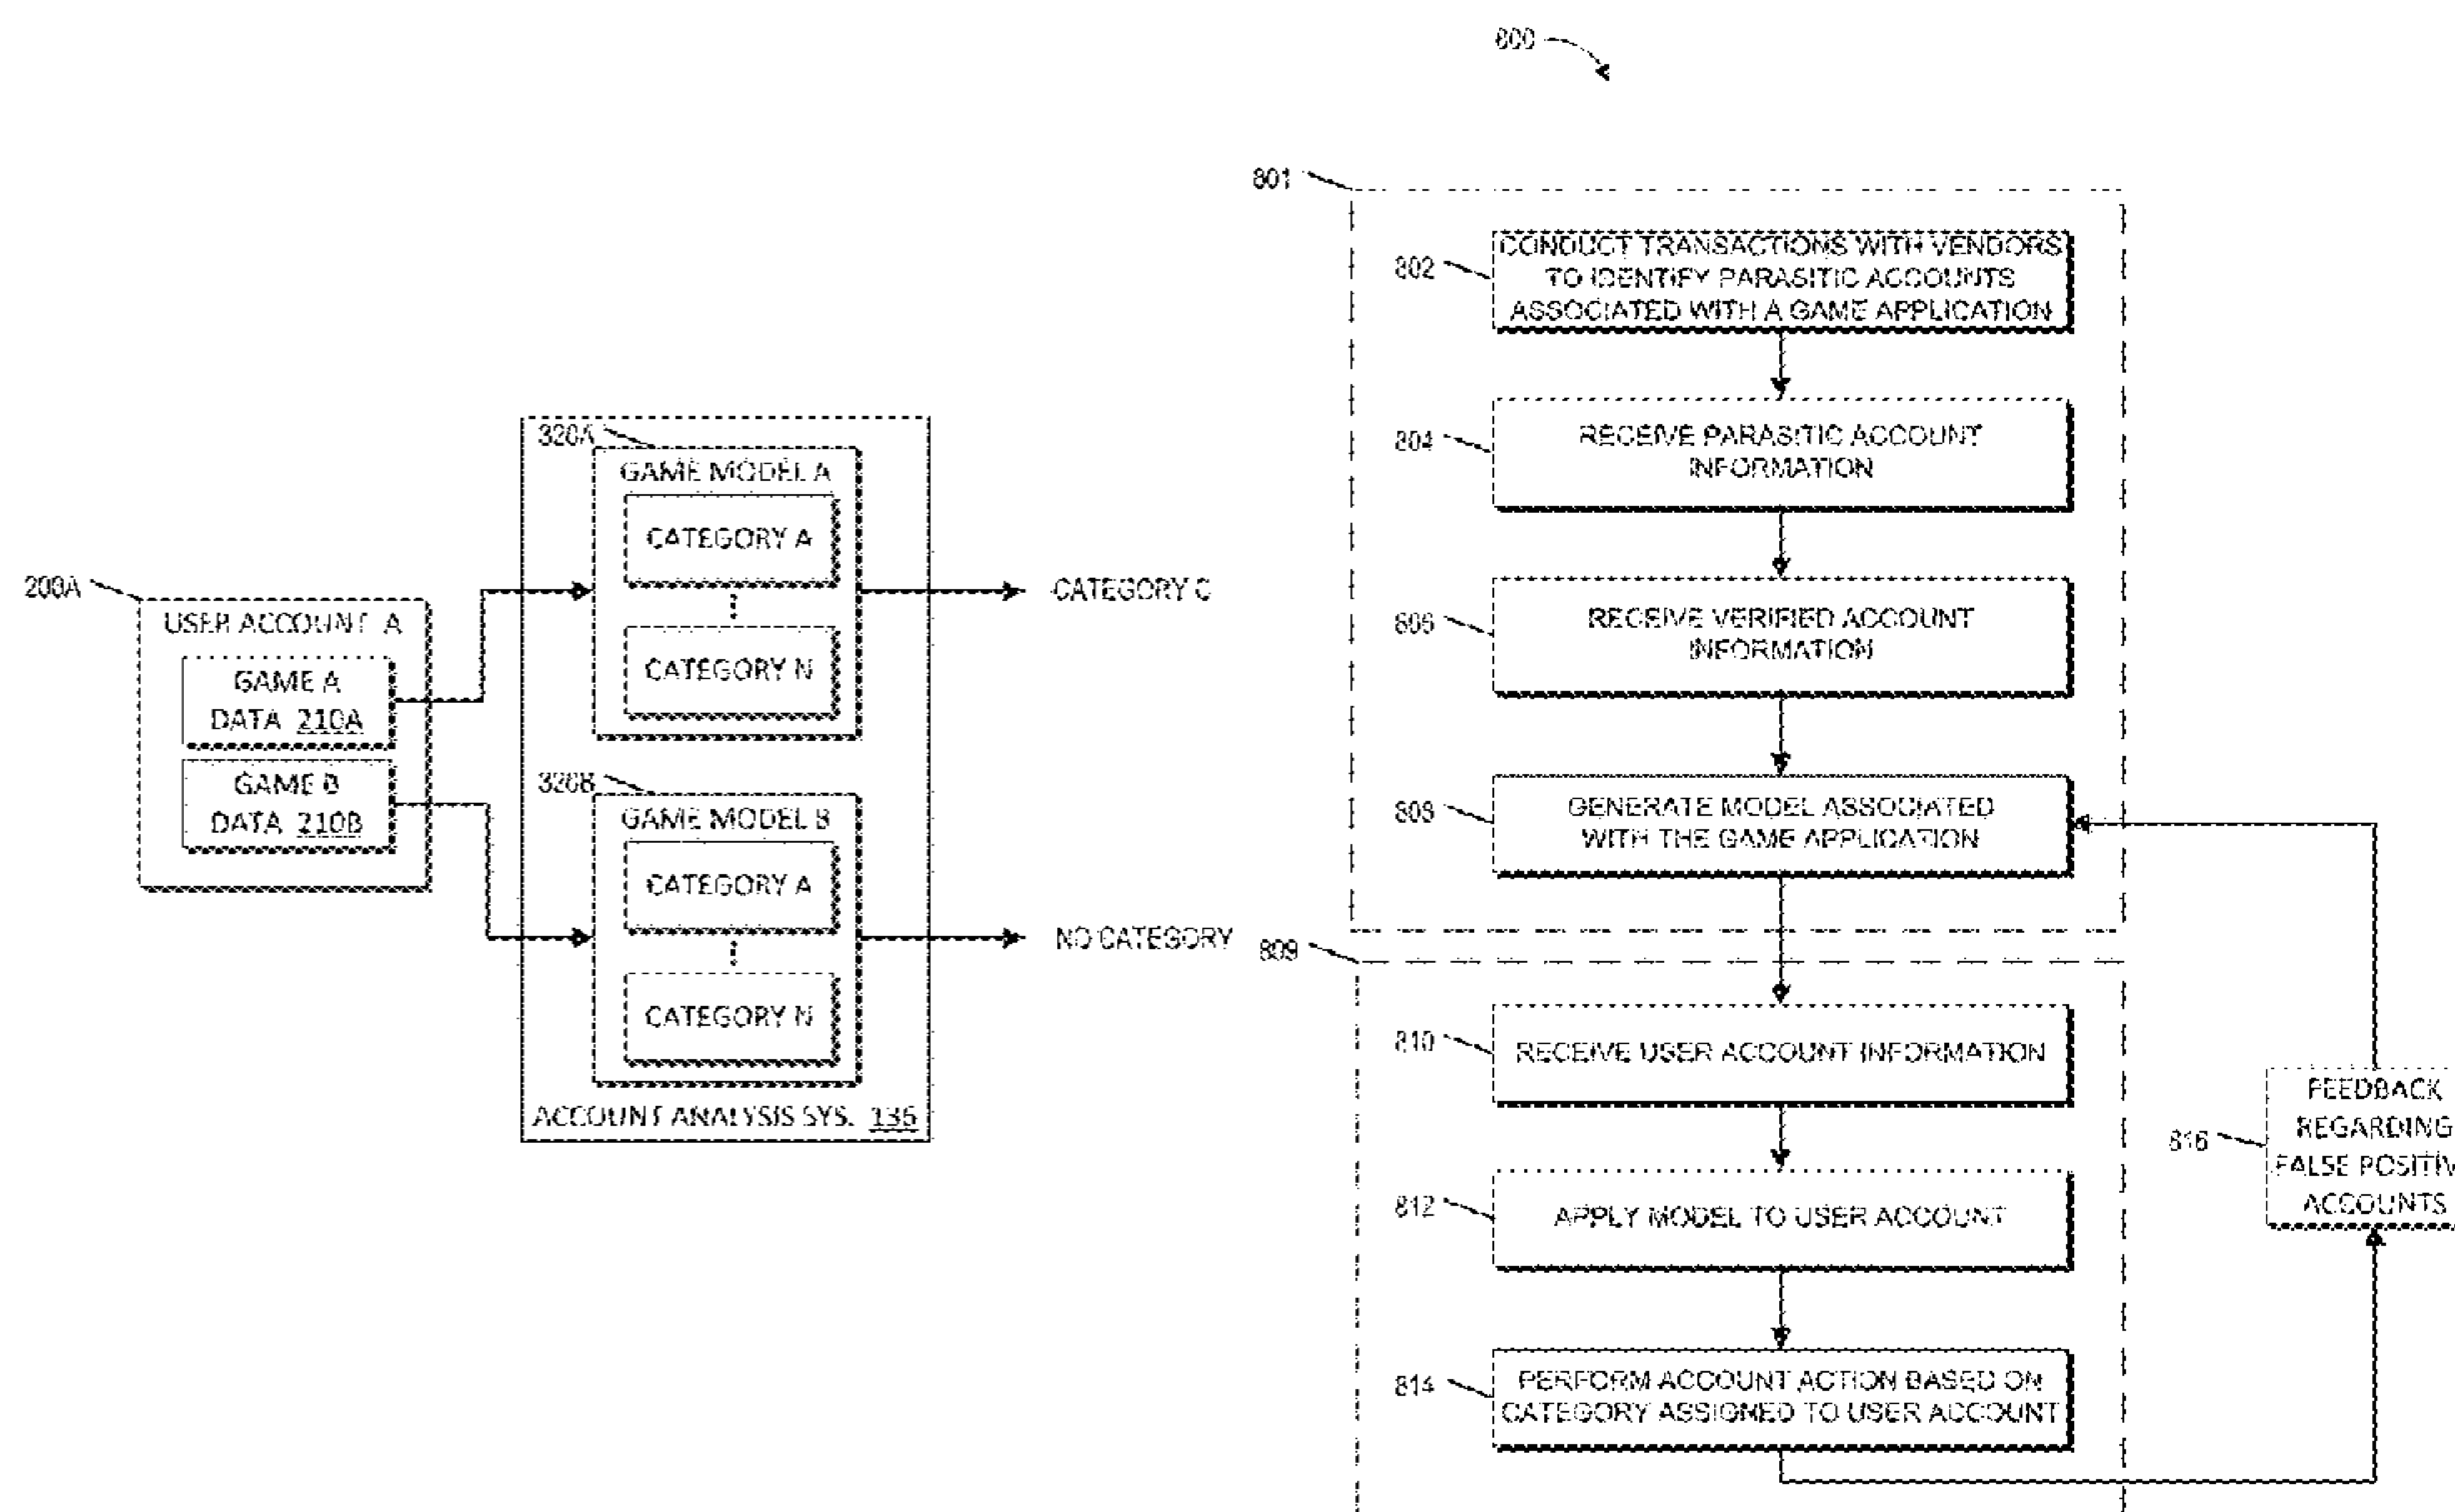 200A
USER ACCOUNT A
GAME A
DATA 210A
GAME B
DATA 210B
320A
GAME MODEL A
CATEGORY A
CATEGORY N
320B
GAME MODEL B
CATEGORY A
CATEGORY N
ACCOUNT ANALYSIS SYS. 136
CATEGORY C
NO CATEGORY
800
801
802
CONDUCT TRANSACTIONS WITH VENDORS
TO IDENTIFY PARASITIC ACCOUNTS
ASSOCIATED WITH A GAME APPLICATION
804
RECEIVE PARASITIC ACCOUNT
INFORMATION
806
RECEIVE VERIFIED ACCOUNT
INFORMATION
808
GENERATE MODEL ASSOCIATED
WITH THE GAME APPLICATION
809
810
RECEIVE USER ACCOUNT INFORMATION
812
APPLY MODEL TO USER ACCOUNT
814
PERFORM ACCOUNT ACTION BASED ON
CATEGORY ASSIGNED TO USER ACCOUNT
816
FEEDBACK
REGARDING
FALSE POSITIV
ACCOUNTS